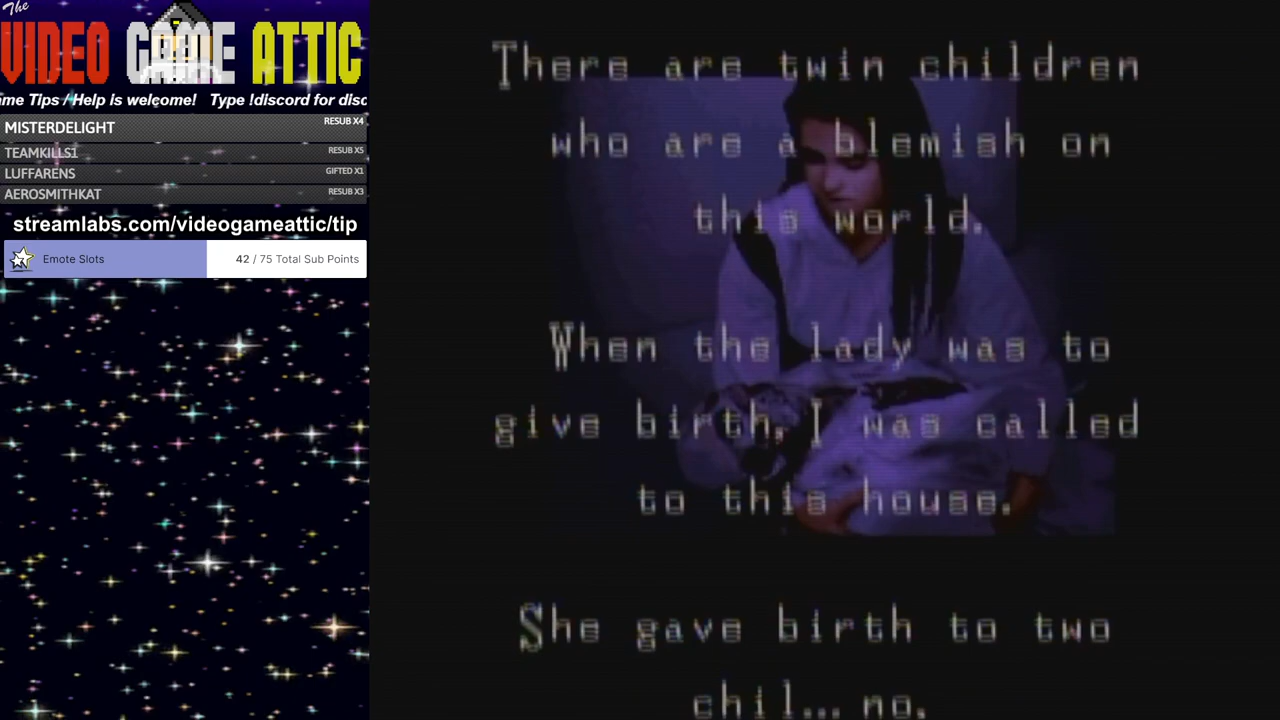 The
VIDEO GAME ATTIC
me Tips / Help is welcome! Type !discord for disc
MISTERDELIGHT RESUB X4
TEAMKILLS1 RESUB X5
LUFFARENS GIFTED X1
AEROSMITHKAT RESUB X3
streamlabs.com/videogameattic/tip
Emote Slots 42 / 75 Total Sub Points
There are twin children
who are a blemish on
this world.
When the lady was to
give birth, I was called
to this house.
She gave birth to two
chil... no.